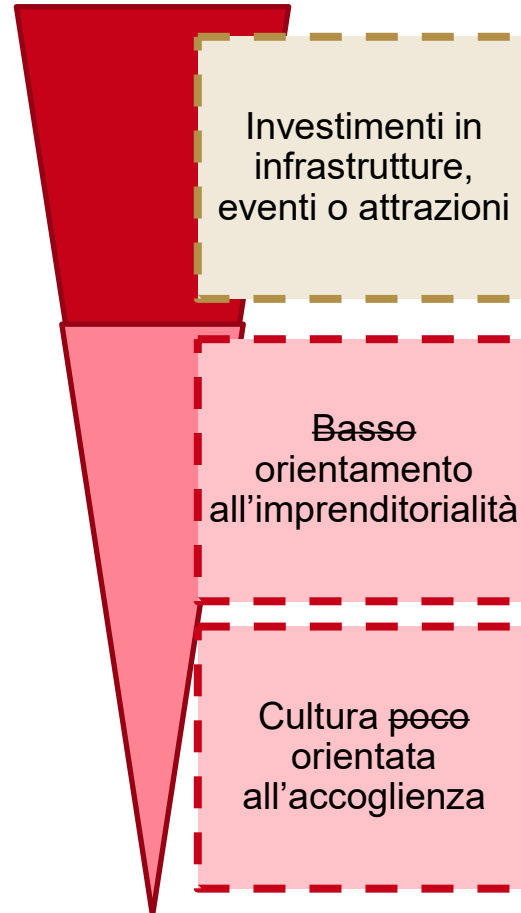 Investimenti in
infrastrutture,
eventi o attrazioni
Basso
orientamento
all’imprenditorialità
Cultura poco
orientata
all’accoglienza